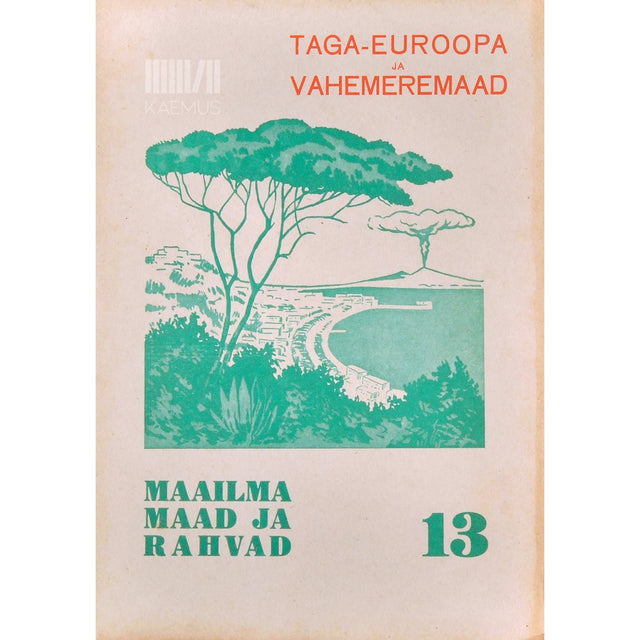 TAGA-EUROOPA
JA
VAHEMEREMAAD
KAEMUS
MAAILMA
MAAD JA
RAHVAD
13